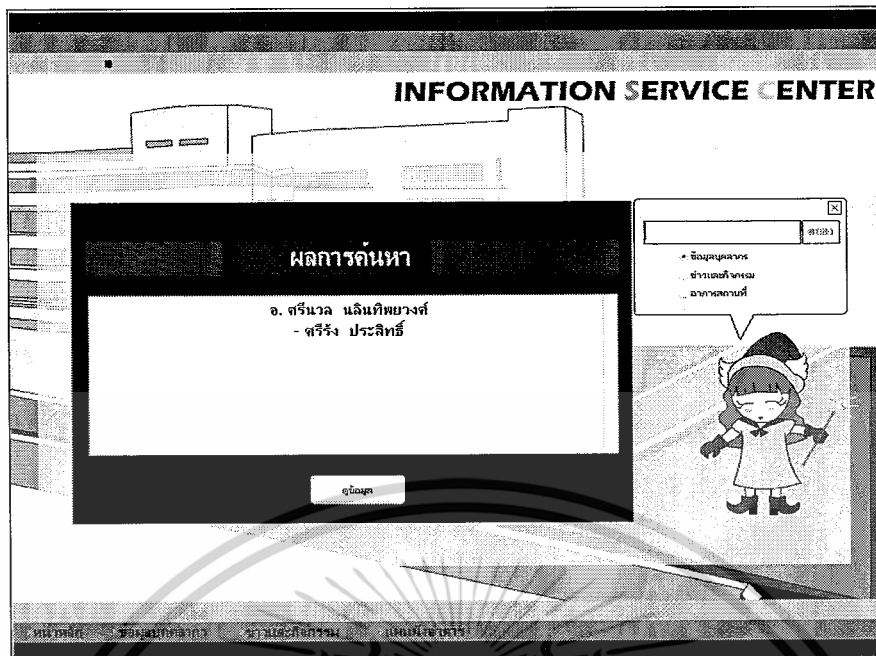 INFORMATION SERVICE CENTER
ผลการค้นหา
อ. ศรีนวล นลินทิพยวงศ์
- ศรีรัง ประสิทธิ์
ดูข้อมูล
ตกลง
ข้อมูลบุคลากร
ข่าวและกิจกรรม
อาคารสถานที่
หน้าหลัก ข้อมูลบุคลากร ข่าวและกิจกรรม